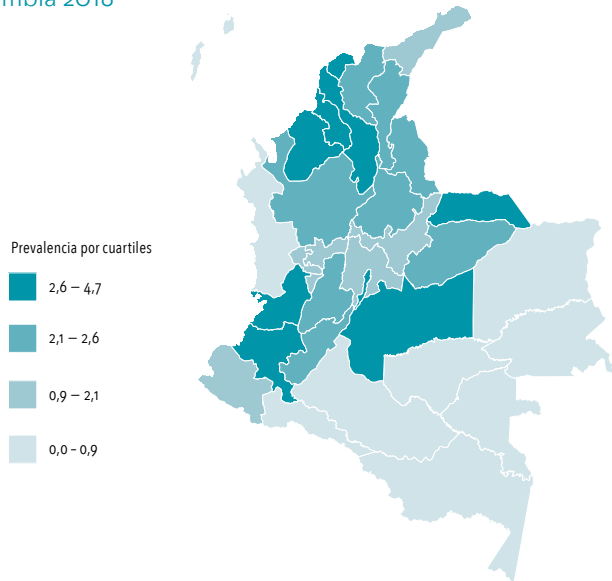 Prevalencia por cuartiles
2,6 – 4,7
2,1 – 2,6
0,9 – 2,1
0,0 - 0,9